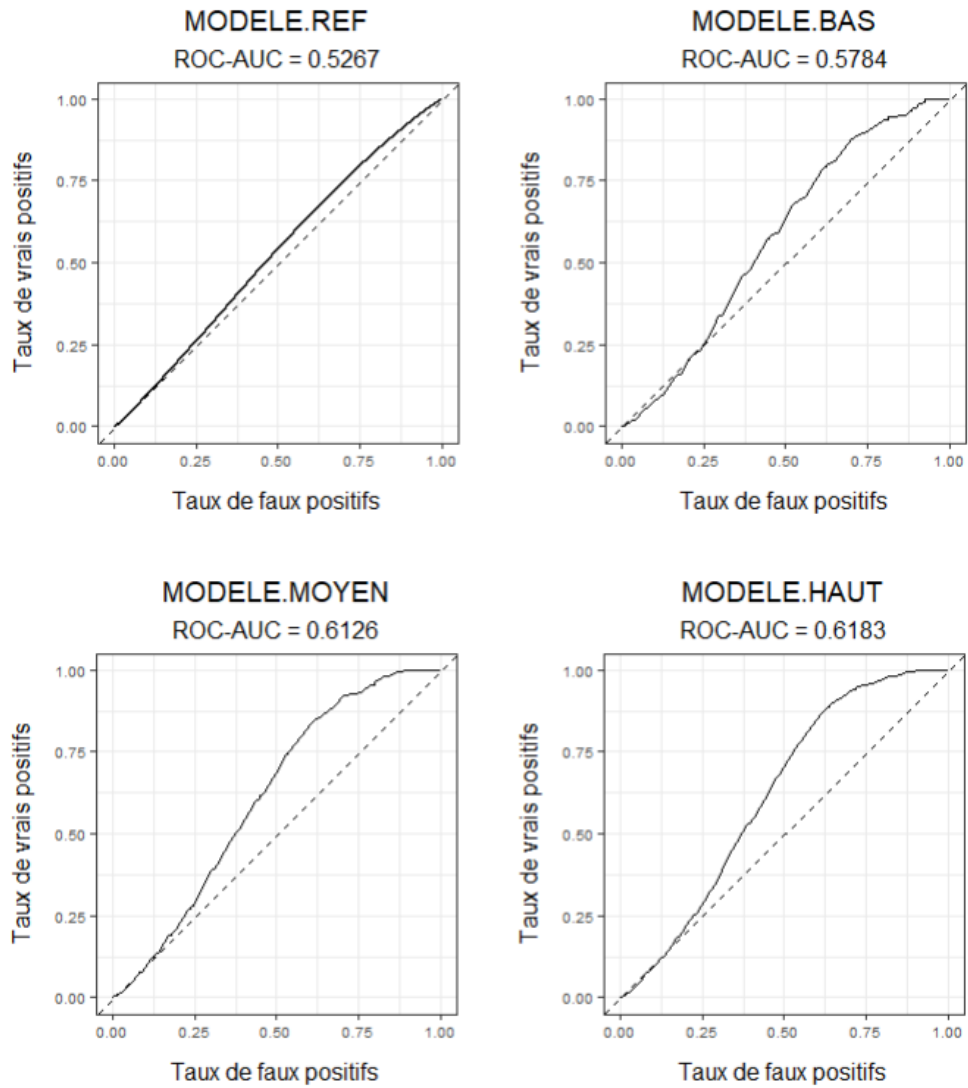 MODELE.REF
ROC-AUC = 0.5267
1.00
0.75
0.50
0.25
0.00
Taux de vrais positifs
0.00 0.25 0.50 0.75 1.00
Taux de faux positifs
MODELE.BAS
ROC-AUC = 0.5784
1.00
0.75
0.50
0.25
0.00
Taux de vrais positifs
0.00 0.25 0.50 0.75 1.00
Taux de faux positifs
MODELE.MOYEN
ROC-AUC = 0.6126
1.00
0.75
0.50
0.25
0.00
Taux de vrais positifs
0.00 0.25 0.50 0.75 1.00
Taux de faux positifs
MODELE.HAUT
ROC-AUC = 0.6183
1.00
0.75
0.50
0.25
0.00
Taux de vrais positifs
0.00 0.25 0.50 0.75 1.00
Taux de faux positifs